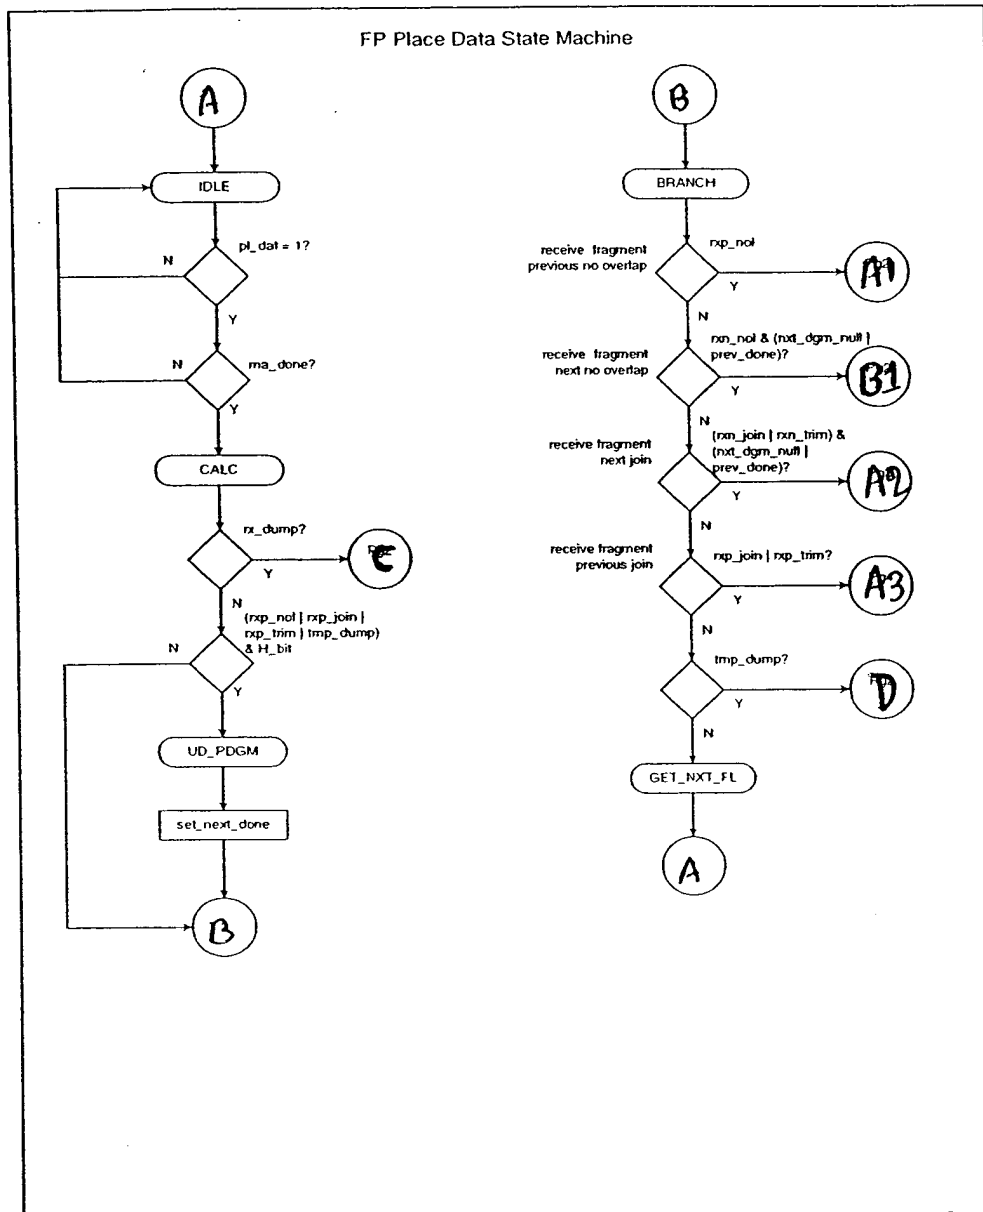 FP Place Data State Machine
A
IDLE
pl_dat = 1?
N
Y
ma_done?
N
Y
CALC
rx_dump?
C
Y
N
(rxp_nol | rxp_join |
rxp_trim | tmp_dump)
& H_bit
N
Y
UD_PDGM
set_next_done
B
B
BRANCH
receive fragment
previous no overlap
rxp_nol
Y
A1
N
receive fragment
next no overlap
rxn_nol & (nxt_dgm_null |
prev_done)?
Y
B1
N
receive fragment
next join
(rxn_join | rxn_trim) &
(nxt_dgm_null |
prev_done)?
Y
A2
N
receive fragment
previous join
rxp_join | rxp_trim?
Y
A3
N
tmp_dump?
Y
D
N
GET_NXT_FL
A